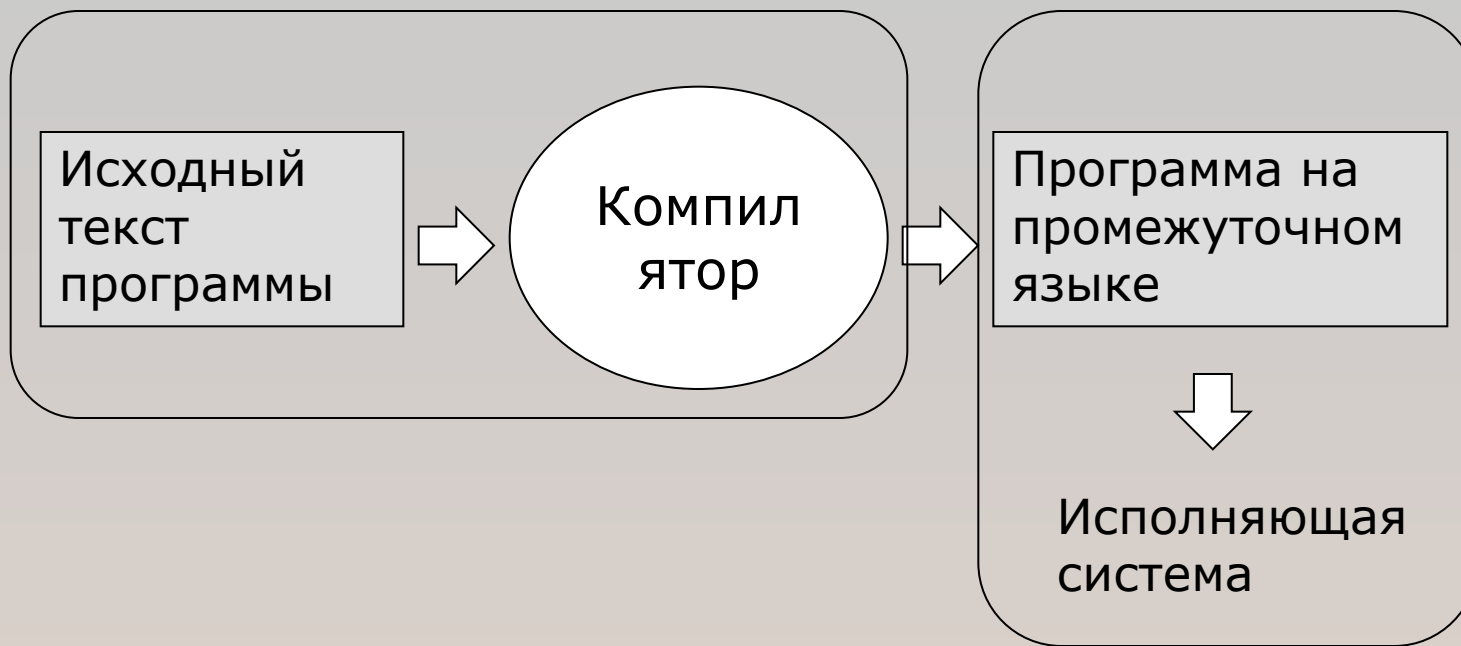 Исходный
текст
программы
Компил
ятор
Программа на
промежуточном
языке
Исполняющая
система